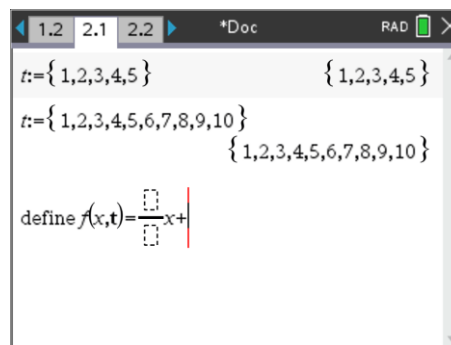 1.2 2.1 2.2 *Doc RAD
t:={1,2,3,4,5} {1,2,3,4,5}
t:={1,2,3,4,5,6,7,8,9,10}
{1,2,3,4,5,6,7,8,9,10}
define f(x,t)=▯/▯x+